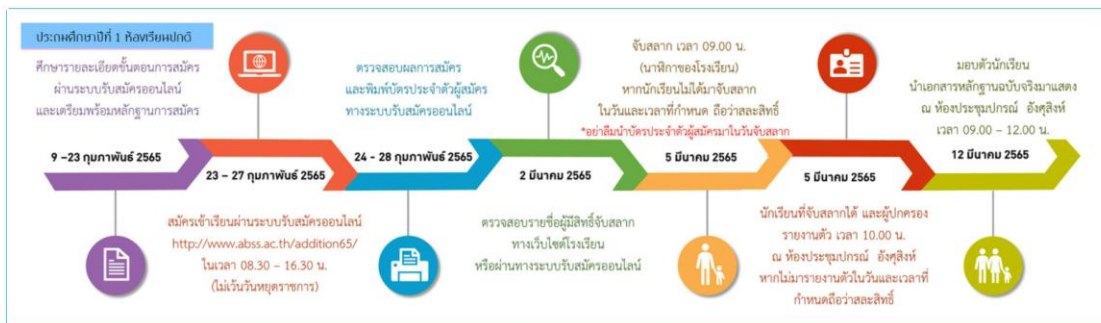 ประถมศึกษาปีที่ 1 ห้องเรียนปกติ
ศึกษารายละเอียดขั้นตอนการสมัคร
ผ่านระบบรับสมัครออนไลน์
และเตรียมพร้อมหลักฐานการสมัคร
9 –23 กุมภาพันธ์ 2565
23 – 27 กุมภาพันธ์ 2565
สมัครเข้าเรียนผ่านระบบรับสมัครออนไลน์
http://www.abss.ac.th/addition65/
ในเวลา 08.30 – 16.30 น.
(ไม่เว้นวันหยุดราชการ)
ตรวจสอบผลการสมัคร
และพิมพ์บัตรประจำตัวผู้สมัคร
ทางระบบรับสมัครออนไลน์
24 - 28 กุมภาพันธ์ 2565
2 มีนาคม 2565
ตรวจสอบรายชื่อผู้มีสิทธิ์จับสลาก
ทางเว็บไซต์โรงเรียน
หรือผ่านทางระบบรับสมัครออนไลน์
จับสลาก เวลา 09.00 น.
(นาฬิกาของโรงเรียน)
หากนักเรียนไม่ได้มาจับสลาก
ในวันและเวลาที่กำหนด ถือว่าสละสิทธิ์
*อย่าลืมนำบัตรประจำตัวผู้สมัครมาในวันจับสลาก
5 มีนาคม 2565
5 มีนาคม 2565
นักเรียนที่จับสลากได้ และผู้ปกครอง
รายงานตัว เวลา 10.00 น.
ณ ห้องประชุมปกรณ์ อังศุสิงห์
หากไม่มารายงานตัวในวันและเวลาที่
กำหนดถือว่าสละสิทธิ์
มอบตัวนักเรียน
นำเอกสารหลักฐานฉบับจริงมาแสดง
ณ ห้องประชุมปกรณ์ อังศุสิงห์
เวลา 09.00 – 12.00 น.
12 มีนาคม 2565